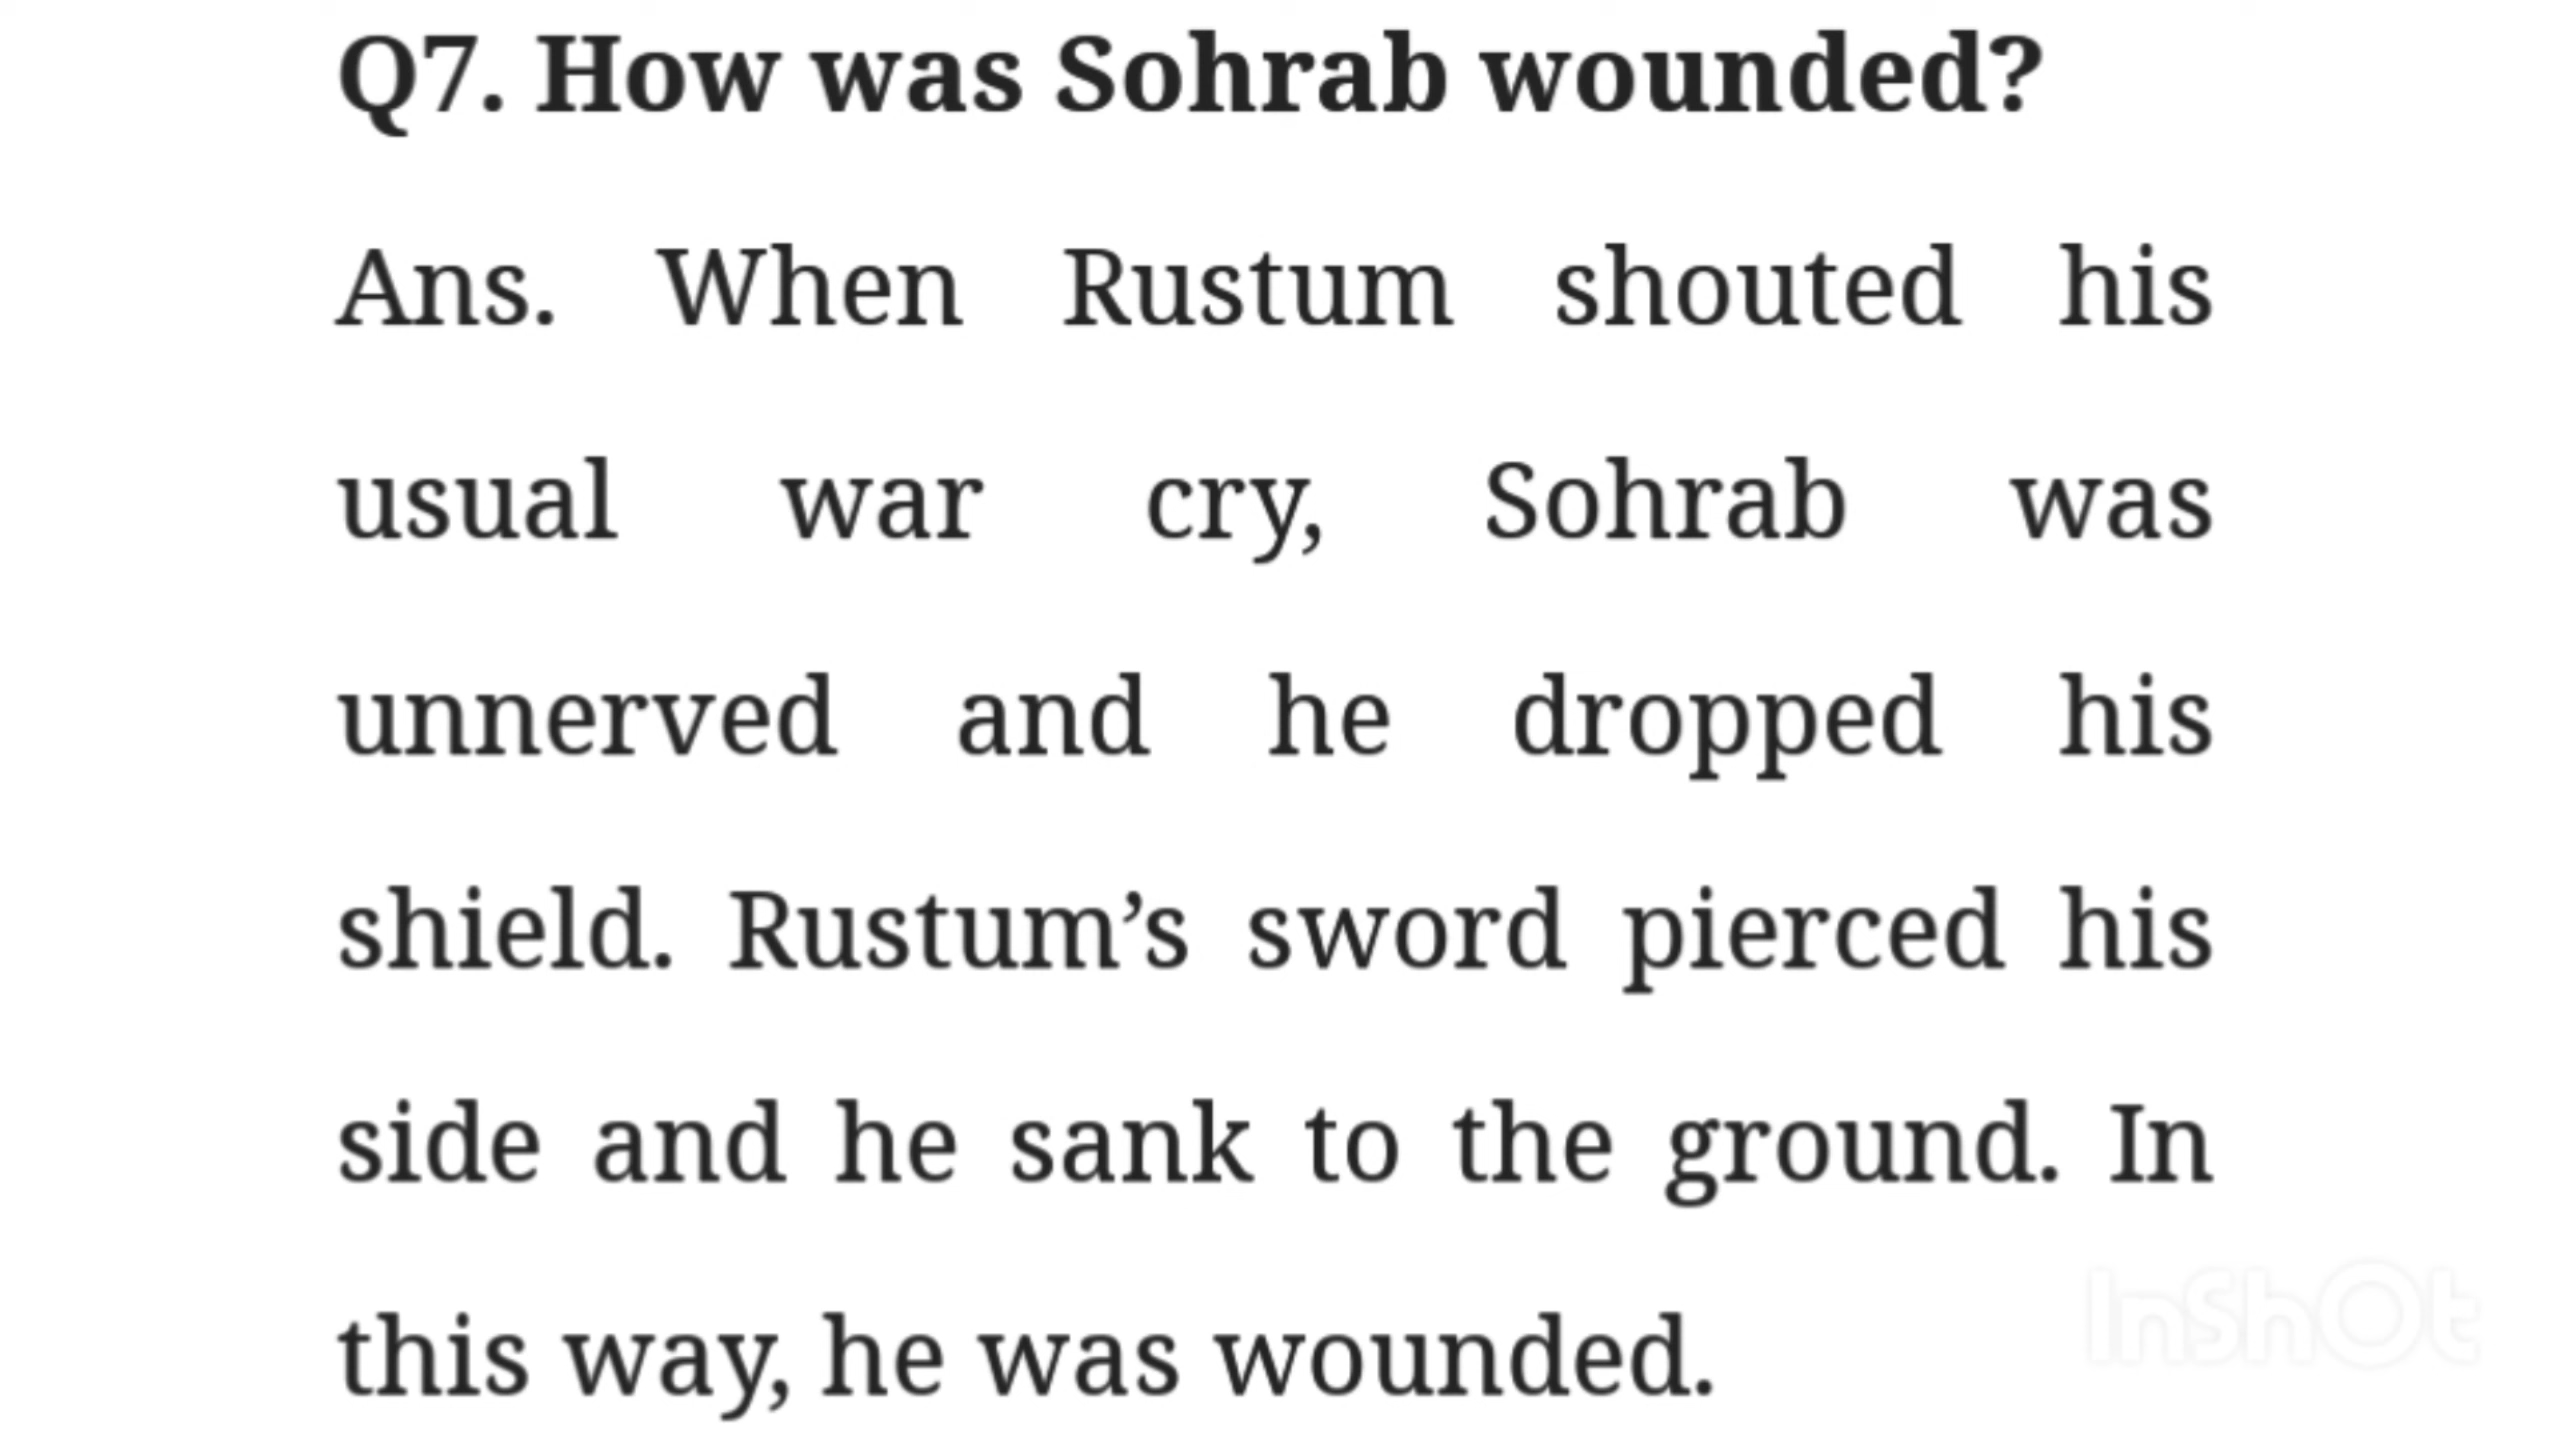 Q7. How was Sohrab wounded?
Ans. When Rustum shouted his
usual war cry, Sohrab was
unnerved and he dropped his
shield. Rustum’s sword pierced his
side and he sank to the ground. In
this way, he was wounded.
InShOt